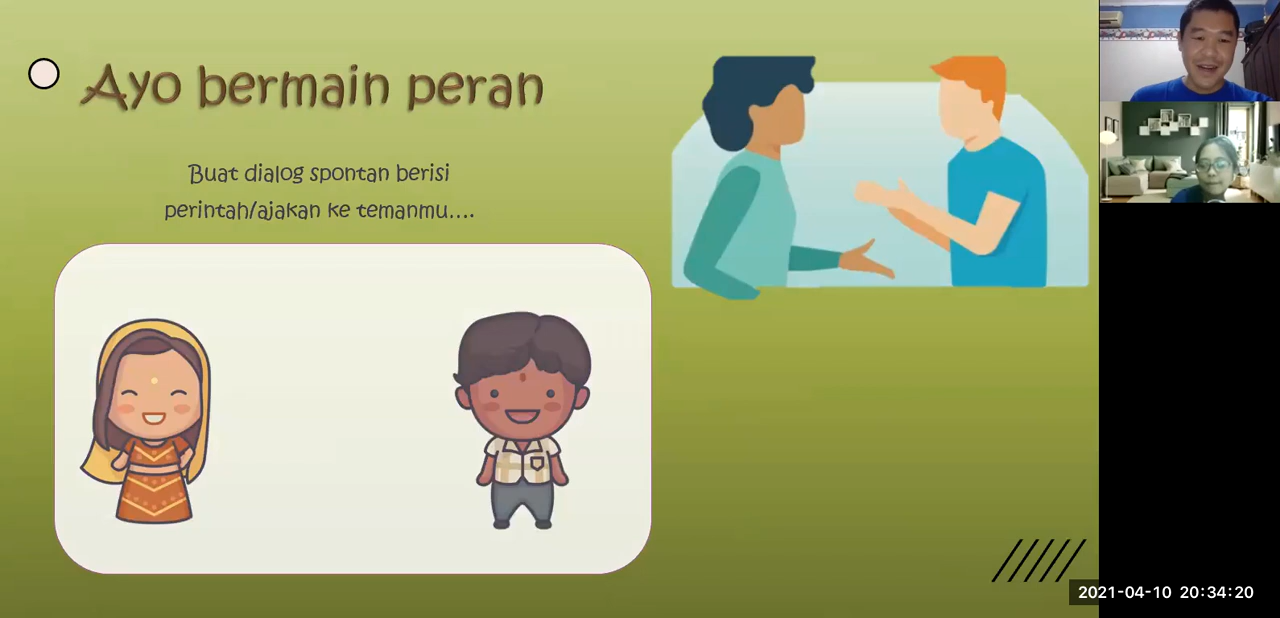 Ayo bermain peran
Buat dialog spontan berisi
perintah/ajakan ke temanmu....
2021-04-10 20:34:20